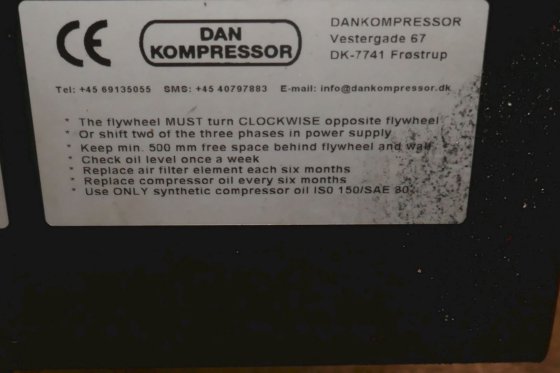 CE
DAN
KOMPRESSOR
DANKOMPRESSOR
Vestergade 67
DK-7741 Frøstrup
Tel: +45 69135055 SMS: +45 40797883 E-mail: info@dankompressor.dk
* The flywheel MUST turn CLOCKWISE opposite flywheel
* Or shift two of the three phases in power supply
* Keep min. 500 mm free space behind flywheel and wall
* Check oil level once a week
* Replace air filter element each six months
* Replace compressor oil every six months
* Use ONLY synthetic compressor oil IS0 150/SAE 30